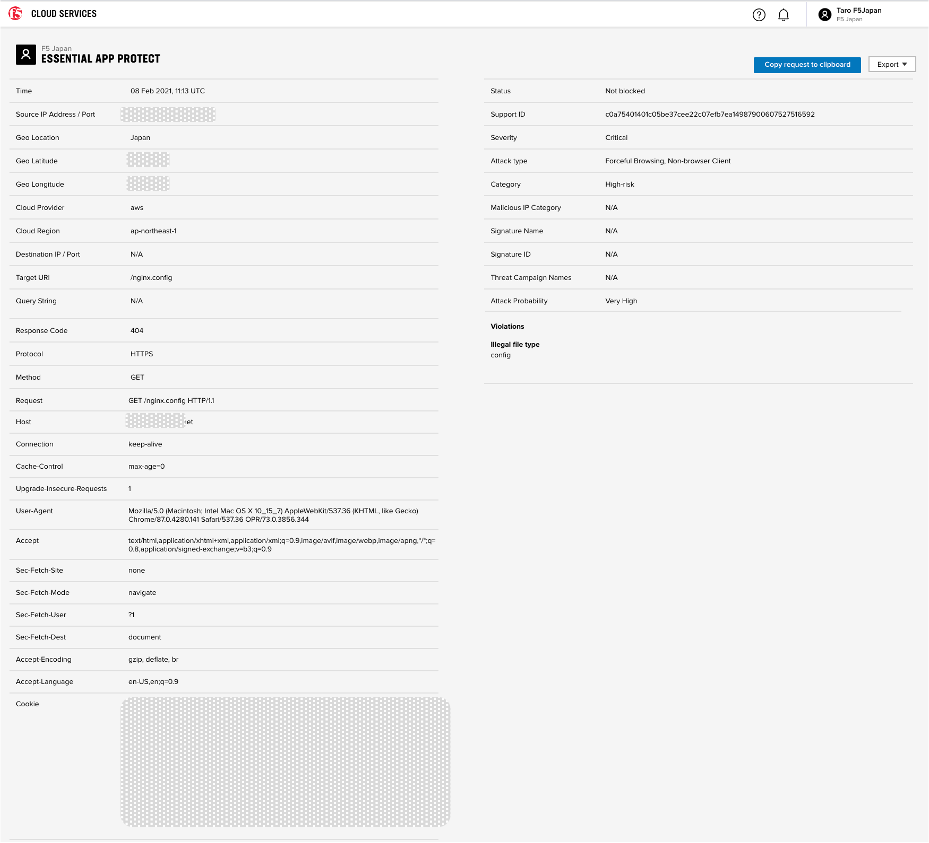 CLOUD SERVICES
Taro F5Japan
F5 Japan
F5 Japan
ESSENTIAL APP PROTECT
Copy request to clipboard
Export
Time 08 Feb 2021, 11:13 UTC
Source IP Address / Port
Geo Location Japan
Geo Latitude
Geo Longitude
Cloud Provider aws
Cloud Region ap-northeast-1
Destination IP / Port N/A
Target URI /nginx.config
Query String N/A
Response Code 404
Protocol HTTPS
Method GET
Request GET /nginx.config HTTP/1.1
Host et
Connection keep-alive
Cache-Control max-age=0
Upgrade-Insecure-Requests 1
User-Agent Mozilla/5.0 (Macintosh; Intel Mac OS X 10_15_7) AppleWebKit/537.36 (KHTML, like Gecko)
Chrome/87.0.4280.141 Safari/537.36 OPR/73.0.3856.344
Accept text/html,application/xhtml+xml,application/xml;q=0.9,image/avif,image/webp,image/apng,*/*;q=
0.8,application/signed-exchange;v=b3;q=0.9
Sec-Fetch-Site none
Sec-Fetch-Mode navigate
Sec-Fetch-User ?1
Sec-Fetch-Dest document
Accept-Encoding gzip, deflate, br
Accept-Language en-US,en;q=0.9
Cookie
Status Not blocked
Support ID c0a75401401c05be37cee22c07efb7ea14987900607527516592
Severity Critical
Attack type Forceful Browsing, Non-browser Client
Category High-risk
Malicious IP Category N/A
Signature Name N/A
Signature ID N/A
Threat Campaign Names N/A
Attack Probability Very High
Violations
Illegal file type
config